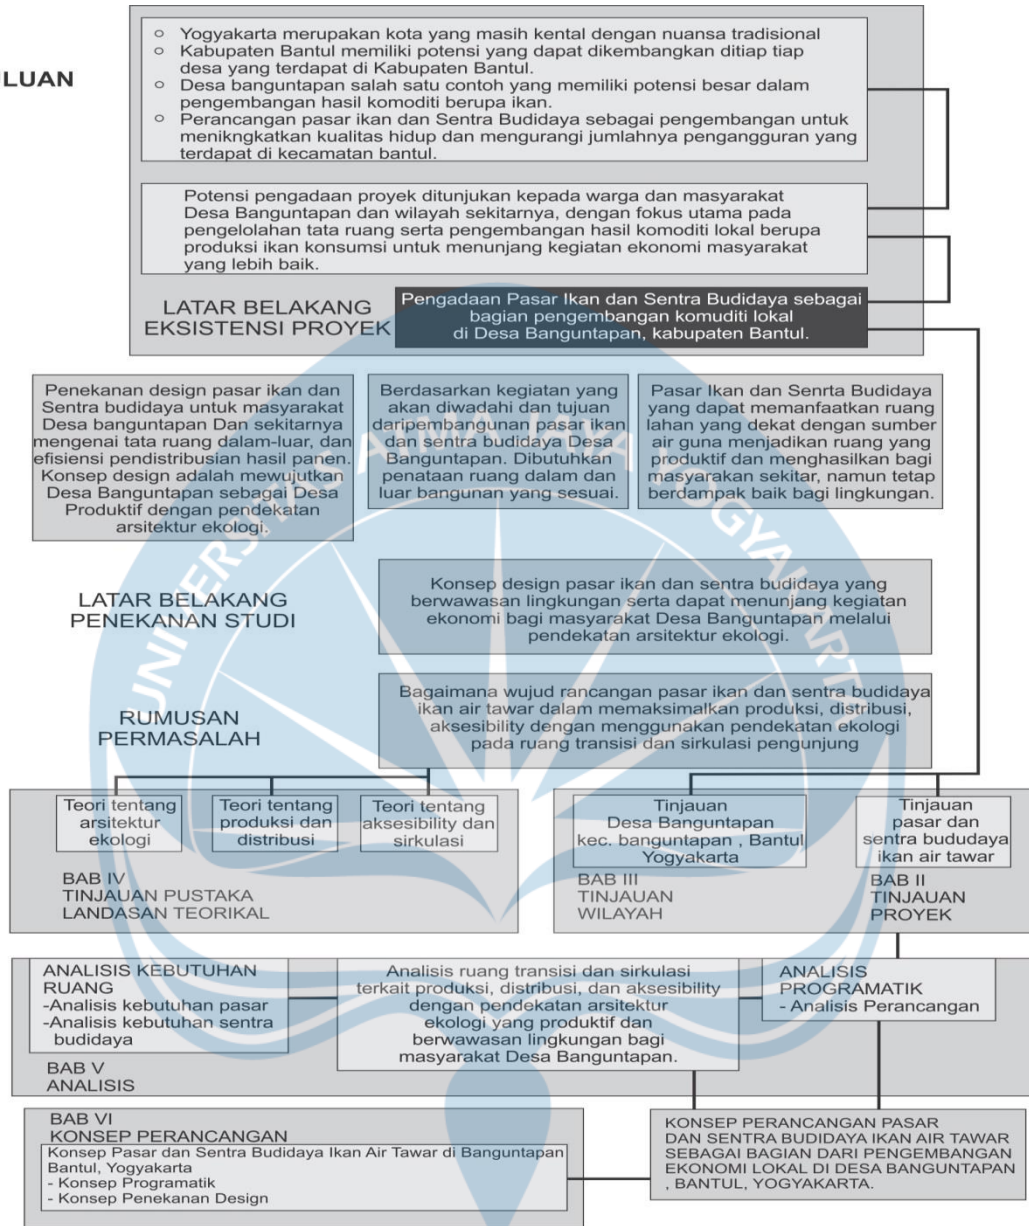 LUAN
○ Yogyakarta merupakan kota yang masih kental dengan nuansa tradisional
○ Kabupaten Bantul memiliki potensi yang dapat dikembangkan ditiap tiap
desa yang terdapat di Kabupaten Bantul.
○ Desa banguntapan salah satu contoh yang memiliki potensi besar dalam
pengembangan hasil komoditi berupa ikan.
○ Perancangan pasar ikan dan Sentra Budidaya sebagai pengembangan untuk
menikngkatkan kualitas hidup dan mengurangi jumlahnya pengangguran yang
terdapat di kecamatan bantul.
Potensi pengadaan proyek ditunjukan kepada warga dan masyarakat
Desa Banguntapan dan wilayah sekitarnya, dengan fokus utama pada
pengelolahan tata ruang serta pengembangan hasil komoditi lokal berupa
produksi ikan konsumsi untuk menunjang kegiatan ekonomi masyarakat
yang lebih baik.
LATAR BELAKANG
EKSISTENSI PROYEK
Pengadaan Pasar Ikan dan Sentra Budidaya sebagai
bagian pengembangan komuditi lokal
di Desa Banguntapan, kabupaten Bantul.
Penekanan design pasar ikan dan
Sentra budidaya untuk masyarakat
Desa banguntapan Dan sekitarnya
mengenai tata ruang dalam-luar, dan
efisiensi pendistribusian hasil panen.
Konsep design adalah mewujutkan
Desa Banguntapan sebagai Desa
Produktif dengan pendekatan
arsitektur ekologi.
Berdasarkan kegiatan yang
akan diwadahi dan tujuan
daripembangunan pasar ikan
dan sentra budidaya Desa
Banguntapan. Dibutuhkan
penataan ruang dalam dan
luar bangunan yang sesuai.
Pasar Ikan dan Senrta Budidaya
yang dapat memanfaatkan ruang
lahan yang dekat dengan sumber
air guna menjadikan ruang yang
produktif dan menghasilkan bagi
masyarakan sekitar, namun tetap
berdampak baik bagi lingkungan.
UNIVERSITAS ATMA JAYA YOGYAKARTA
LATAR BELAKANG
PENEKANAN STUDI
Konsep design pasar ikan dan sentra budidaya yang
berwawasan lingkungan serta dapat menunjang kegiatan
ekonomi bagi masyarakat Desa Banguntapan melalui
pendekatan arsitektur ekologi.
RUMUSAN
PERMASALAH
Bagaimana wujud rancangan pasar ikan dan sentra budidaya
ikan air tawar dalam memaksimalkan produksi, distribusi,
aksesibility dengan menggunakan pendekatan ekologi
pada ruang transisi dan sirkulasi pengunjung
Teori tentang
arsitektur
ekologi
Teori tentang
produksi dan
distribusi
Teori tentang
aksesibility dan
sirkulasi
BAB IV
TINJAUAN PUSTAKA
LANDASAN TEORIKAL
Tinjauan
Desa Banguntapan
kec. banguntapan , Bantul
Yogyakarta
BAB III
TINJAUAN
WILAYAH
Tinjauan
pasar dan
sentra bududaya
ikan air tawar
BAB II
TINJAUAN
PROYEK
ANALISIS KEBUTUHAN
RUANG
-Analisis kebutuhan pasar
-Analisis kebutuhan sentra
budidaya
BAB V
ANALISIS
Analisis ruang transisi dan sirkulasi
terkait produksi, distribusi, dan aksesibility
dengan pendekatan arsitektur
ekologi yang produktif dan
berwawasan lingkungan bagi
masyarakat Desa Banguntapan.
ANALISIS
PROGRAMATIK
- Analisis Perancangan
BAB VI
KONSEP PERANCANGAN
Konsep Pasar dan Sentra Budidaya Ikan Air Tawar di Banguntapan
Bantul, Yogyakarta
- Konsep Programatik
- Konsep Penekanan Design
KONSEP PERANCANGAN PASAR
DAN SENTRA BUDIDAYA IKAN AIR TAWAR
SEBAGAI BAGIAN DARI PENGEMBANGAN
EKONOMI LOKAL DI DESA BANGUNTAPAN
, BANTUL, YOGYAKARTA.